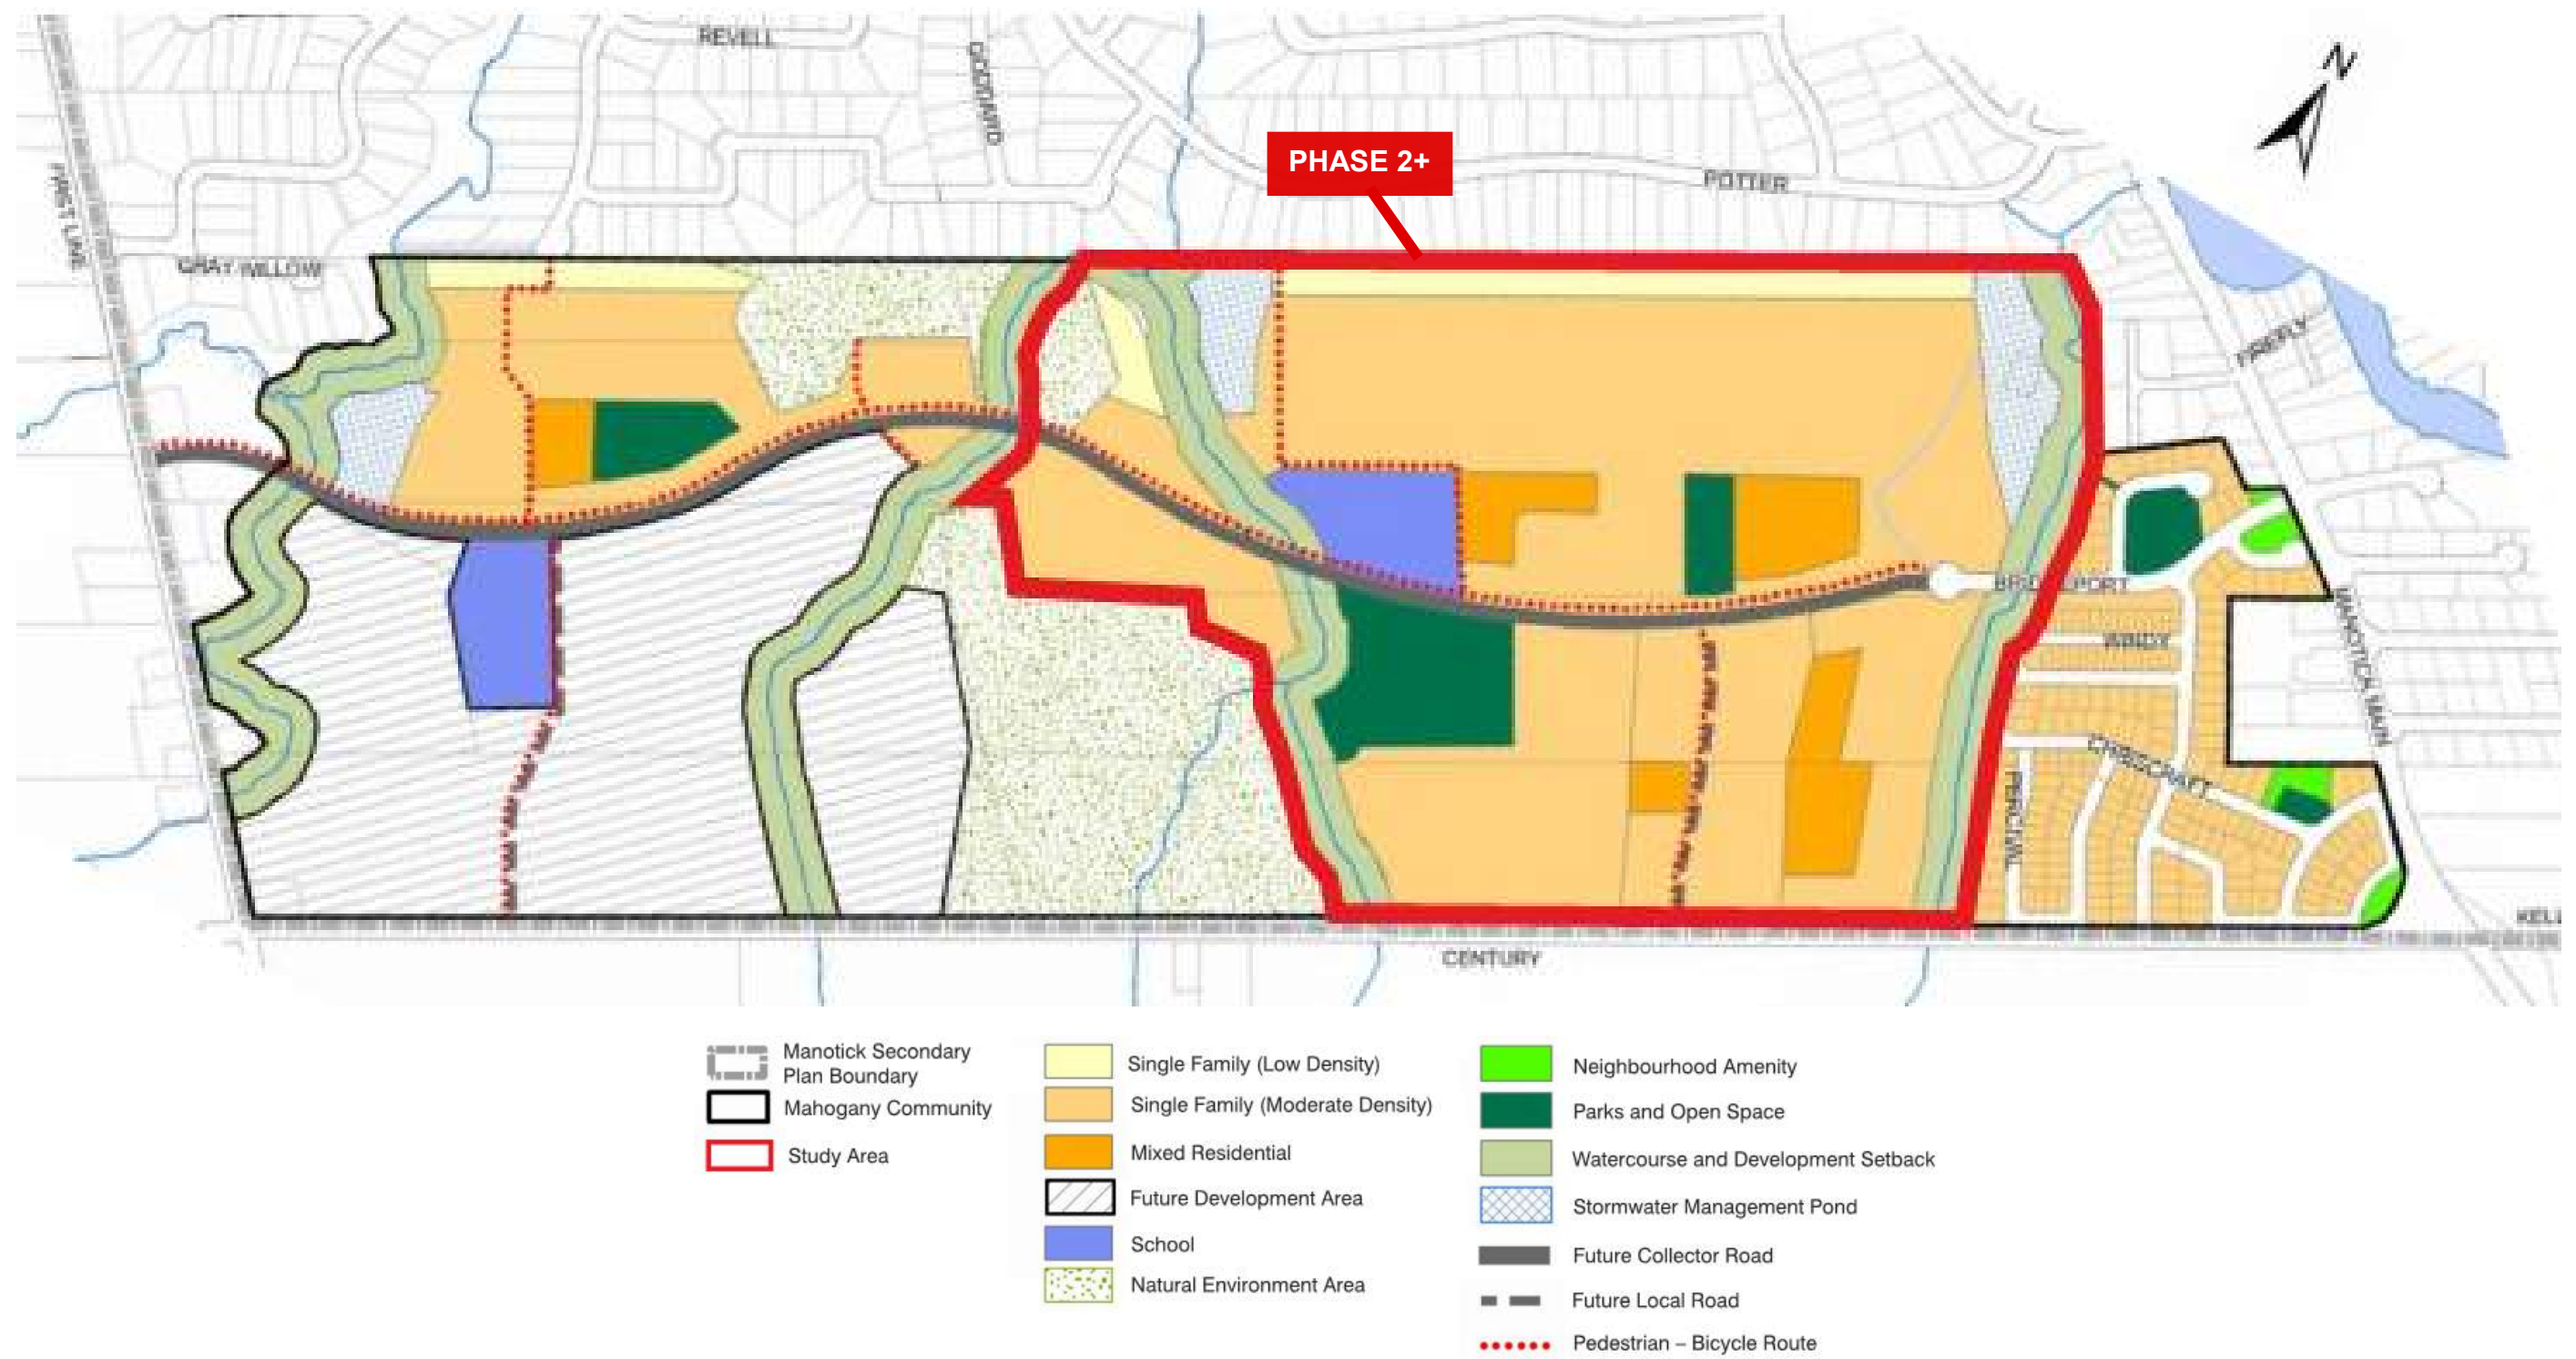 REVELL
GODDARD
N
PHASE 2+
POTTER
FIRST LINE
GRAY WILLOW
FIREFLY
BRIDGEPORT
WINDY
MANOTICK MAIN
CHRISCRAFT
PERCIVAL
CENTURY
Manotick Secondary
Plan Boundary
Mahogany Community
Study Area
Single Family (Low Density)
Single Family (Moderate Density)
Mixed Residential
Future Development Area
School
Natural Environment Area
Neighbourhood Amenity
Parks and Open Space
Watercourse and Development Setback
Stormwater Management Pond
Future Collector Road
Future Local Road
Pedestrian – Bicycle Route